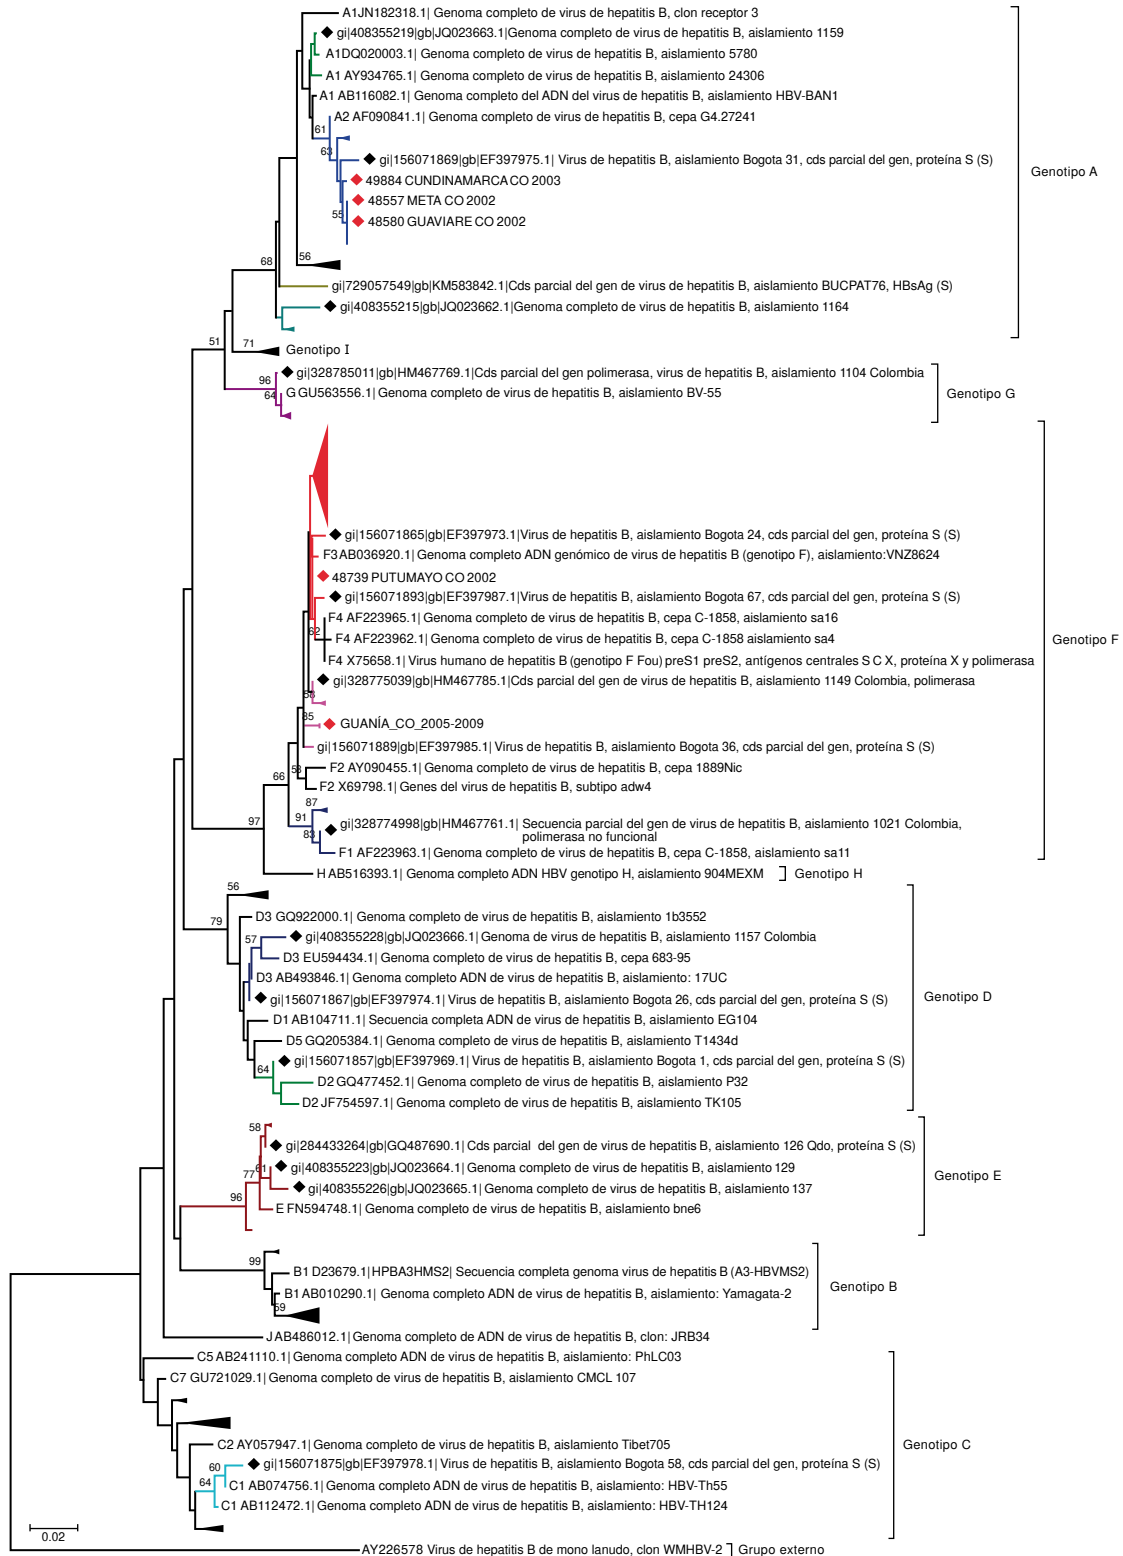 A1JN182318.1| Genoma completo de virus de hepatitis B, clon receptor 3
gi|408355219|gb|JQ023663.1|Genoma completo de virus de hepatitis B, aislamiento 1159
A1DQ020003.1| Genoma completo de virus de hepatitis B, aislamiento 5780
A1 AY934765.1| Genoma completo de virus de hepatitis B, aislamiento 24306
A1 AB116082.1| Genoma completo del ADN del virus de hepatitis B, aislamiento HBV-BAN1
A2 AF090841.1| Genoma completo de virus de hepatitis B, cepa G4.27241
61
63
gi|156071869|gb|EF397975.1| Virus de hepatitis B, aislamiento Bogota 31, cds parcial del gen, proteína S (S)
Genotipo A
49884 CUNDINAMARCA CO 2003
48557 META CO 2002
55
48580 GUAVIARE CO 2002
56
68
gi|729057549|gb|KM583842.1|Cds parcial del gen de virus de hepatitis B, aislamiento BUCPAT76, HBsAg (S)
gi|408355215|gb|JQ023662.1|Genoma completo de virus de hepatitis B, aislamiento 1164
51
71
Genotipo I
gi|328785011|gb|HM467769.1|Cds parcial del gen polimerasa, virus de hepatitis B, aislamiento 1104 Colombia
96
64
G GU563556.1| Genoma completo de virus de hepatitis B, aislamiento BV-55
Genotipo G
gi|156071865|gb|EF397973.1|Virus de hepatitis B, aislamiento Bogota 24, cds parcial del gen, proteína S (S)
F3AB036920.1| Genoma completo ADN genómico de virus de hepatitis B (genotipo F), aislamiento:VNZ8624
48739 PUTUMAYO CO 2002
gi|156071893|gb|EF397987.1|Virus de hepatitis B, aislamiento Bogota 67, cds parcial del gen, proteína S (S)
F4 AF223965.1| Genoma completo de virus de hepatitis B, cepa C-1858, aislamiento sa16
62
F4 AF223962.1| Genoma completo de virus de hepatitis B, cepa C-1858 aislamiento sa4
Genotipo F
F4 X75658.1| Virus humano de hepatitis B (genotipo F Fou) preS1 preS2, antígenos centrales S C X, proteína X y polimerasa
gi|328775039|gb|HM467785.1|Cds parcial del gen de virus de hepatitis B, aislamiento 1149 Colombia, polimerasa
58
85
GUANÍA_CO_2005-2009
gi|156071889|gb|EF397985.1| Virus de hepatitis B, aislamiento Bogota 36, cds parcial del gen, proteína S (S)
F2 AY090455.1| Genoma completo de virus de hepatitis B, cepa 1889Nic
66
F2 X69798.1| Genes del virus de hepatitis B, subtipo adw4
87
91
83
97
gi|328774998|gb|HM467761.1| Secuencia parcial del gen de virus de hepatitis B, aislamiento 1021 Colombia,
polimerasa no funcional
F1 AF223963.1| Genoma completo de virus de hepatitis B, cepa C-1858, aislamiento sa11
H AB516393.1| Genoma completo ADN HBV genotipo H, aislamiento 904MEXM
Genotipo H
56
79
D3 GQ922000.1| Genoma completo de virus de hepatitis B, aislamiento 1b3552
57
gi|408355228|gb|JQ023666.1| Genoma de virus de hepatitis B, aislamiento 1157 Colombia
D3 EU594434.1| Genoma completo de virus de hepatitis B, cepa 683-95
D3 AB493846.1| Genoma completo ADN de virus de hepatitis B, aislamiento: 17UC
gi|156071867|gb|EF397974.1| Virus de hepatitis B, aislamiento Bogota 26, cds parcial del gen, proteína S (S)
Genotipo D
D1 AB104711.1| Secuencia completa ADN de virus de hepatitis B, aislamiento EG104
D5 GQ205384.1| Genoma completo de virus de hepatitis B, aislamiento T1434d
gi|156071857|gb|EF397969.1| Virus de hepatitis B, aislamiento Bogota 1, cds parcial del gen, proteína S (S)
64
D2 GQ477452.1| Genoma completo de virus de hepatitis B, aislamiento P32
D2 JF754597.1| Genoma completo de virus de hepatitis B, aislamiento TK105
58
gi|284433264|gb|GQ487690.1| Cds parcial del gen de virus de hepatitis B, aislamiento 126 Qdo, proteína S (S)
61
gi|408355223|gb|JQ023664.1| Genoma completo de virus de hepatitis B, aislamiento 129
77
Genotipo E
gi|408355226|gb|JQ023665.1| Genoma completo de virus de hepatitis B, aislamiento 137
96
E FN594748.1| Genoma completo de virus de hepatitis B, aislamiento bne6
99
B1 D23679.1|HPBA3HMS2| Secuencia completa genoma virus de hepatitis B (A3-HBVMS2)
Genotipo B
B1 AB010290.1| Genoma completo ADN de virus de hepatitis B, aislamiento: Yamagata-2
59
J AB486012.1| Genoma completo de ADN de virus de hepatitis B, clon: JRB34
C5 AB241110.1| Genoma completo ADN de virus de hepatitis B, aislamiento: PhLC03
C7 GU721029.1| Genoma completo de virus de hepatitis B, aislamiento CMCL 107
C2 AY057947.1| Genoma completo de virus de hepatitis B, aislamiento Tibet705
Genotipo C
60
gi|156071875|gb|EF397978.1| Virus de hepatitis B, aislamiento Bogota 58, cds parcial del gen, proteína S (S)
64
C1 AB074756.1| Genoma completo ADN de virus de hepatitis B, aislamiento: HBV-Th55
C1 AB112472.1| Genoma completo ADN de virus de hepatitis B, aislamiento: HBV-TH124
0.02
AY226578 Virus de hepatitis B de mono lanudo, clon WMHBV-2
Grupo externo